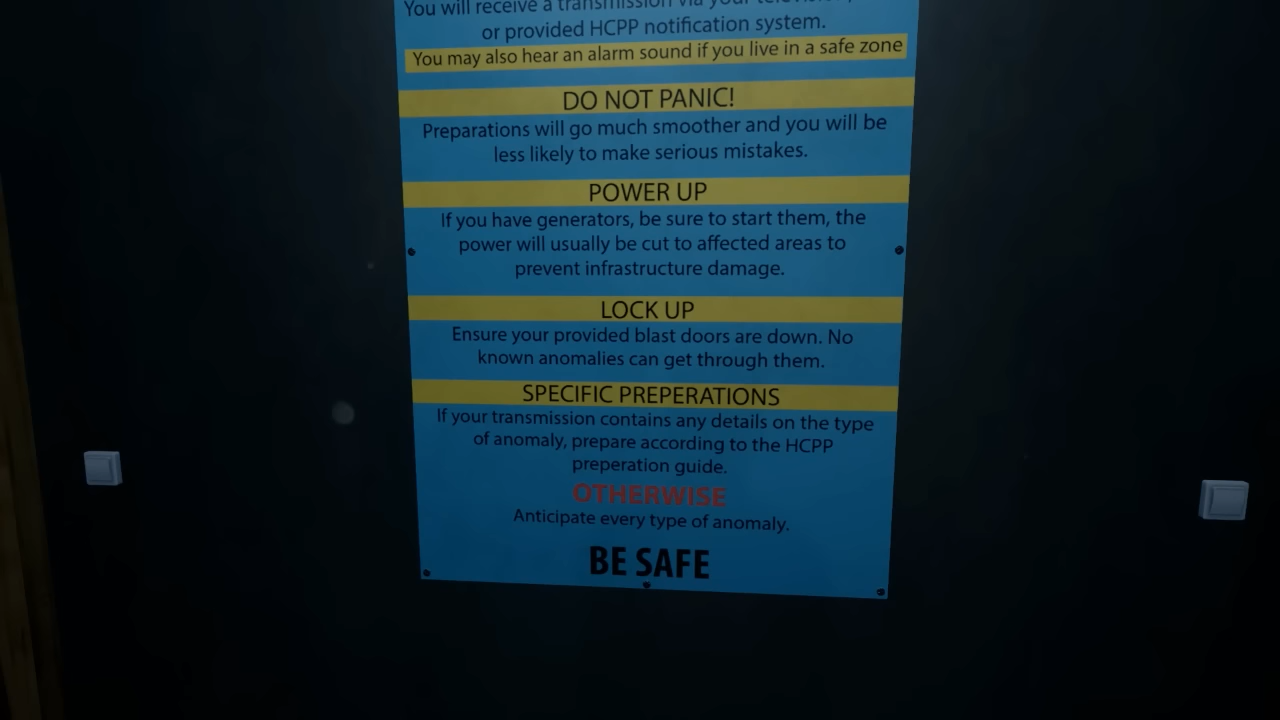 You will receive a transmission via your
or provided HCPP notification system.
You may also hear an alarm sound if you live in a safe zone
DO NOT PANIC!
Preparations will go much smoother and you will be
less likely to make serious mistakes.
POWER UP
If you have generators, be sure to start them, the
power will usually be cut to affected areas to
prevent infrastructure damage.
LOCK UP
Ensure your provided blast doors are down. No
known anomalies can get through them.
SPECIFIC PREPERATIONS
If your transmission contains any details on the type
of anomaly, prepare according to the HCPP
preperation guide.
OTHERWISE
Anticipate every type of anomaly.
BE SAFE